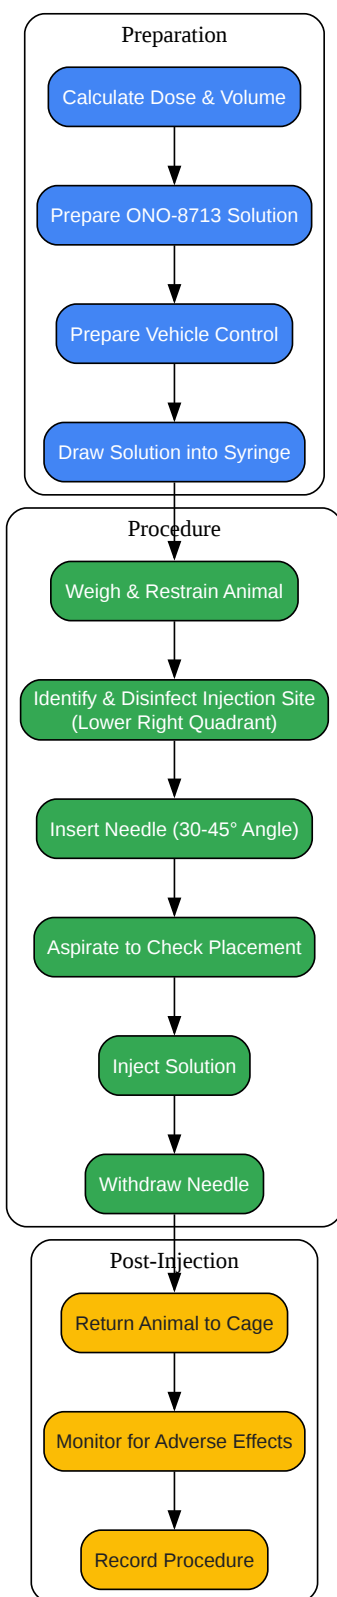 Preparation
Calculate Dose & Volume
Prepare ONO-8713 Solution
Prepare Vehicle Control
Draw Solution into Syringe
Procedure
Weigh & Restrain Animal
Identify & Disinfect Injection Site
(Lower Right Quadrant)
Insert Needle (30-45° Angle)
Aspirate to Check Placement
Inject Solution
Withdraw Needle
Post-Injection
Return Animal to Cage
Monitor for Adverse Effects
Record Procedure